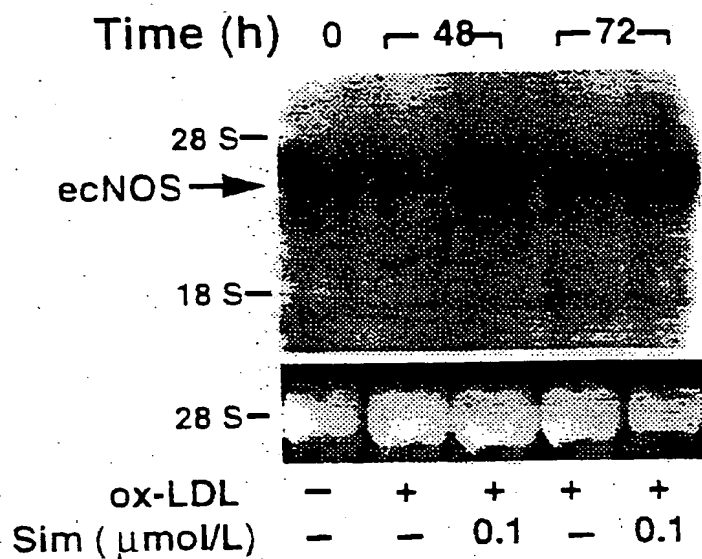 Time (h) 0 48 72
28 S
ecNOS
18 S
28 S
ox-LDL – + + + +
Sim (μmol/L) – – 0.1 – 0.1